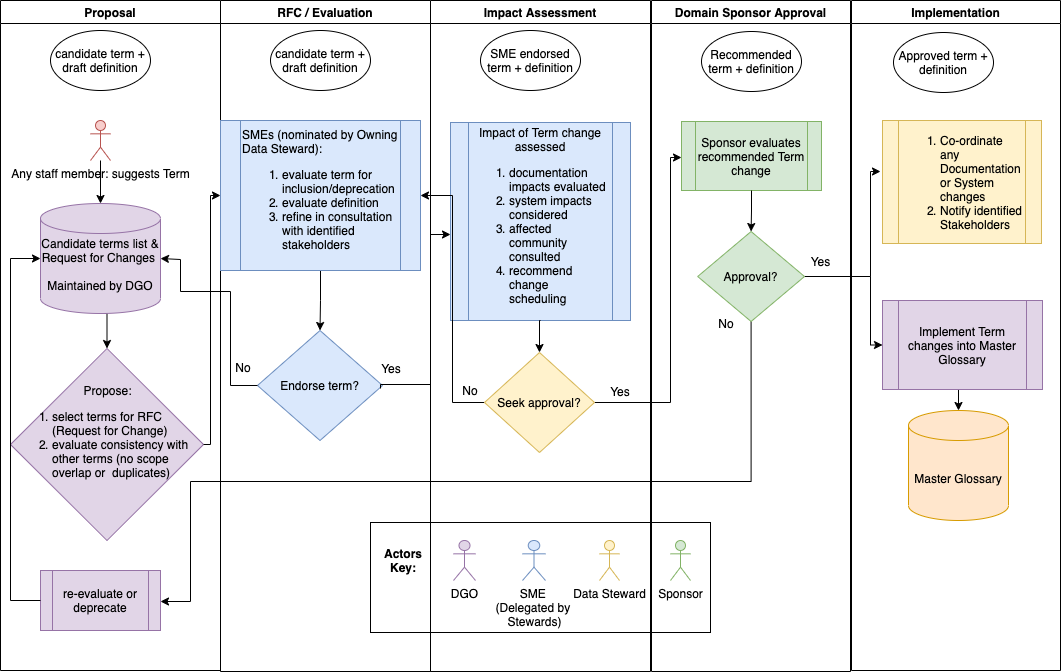 Proposal
RFC / Evaluation
Impact Assessment
Domain Sponsor Approval
Implementation
candidate term +
draft definition
candidate term +
draft definition
SME endorsed
term + definition
Recommended
term + definition
Approved term +
definition
Any staff member: suggests Term
Candidate terms list &
Request for Changes
Maintained by DGO
Propose:
1. select terms for RFC
(Request for Change)
2. evaluate consistency with
other terms (no scope
overlap or duplicates)
re-evaluate or
deprecate
SMEs (nominated by Owning
Data Steward):
1. evaluate term for
inclusion/deprecation
2. evaluate definition
3. refine in consultation
with identified
stakeholders
Endorse term?
No
Yes
Impact of Term change
assessed
1. documentation
impacts evaluated
2. system impacts
considered
3. affected
community
consulted
4. recommend
change
scheduling
Seek approval?
No
Yes
Sponsor evaluates
recommended Term
change
Approval?
Yes
No
1. Co-ordinate
any
Documentation
or System
changes
2. Notify identified
Stakeholders
Implement Term
changes into Master
Glossary
Master Glossary
Actors
Key:
DGO
SME
(Delegated by
Stewards)
Data Steward
Sponsor